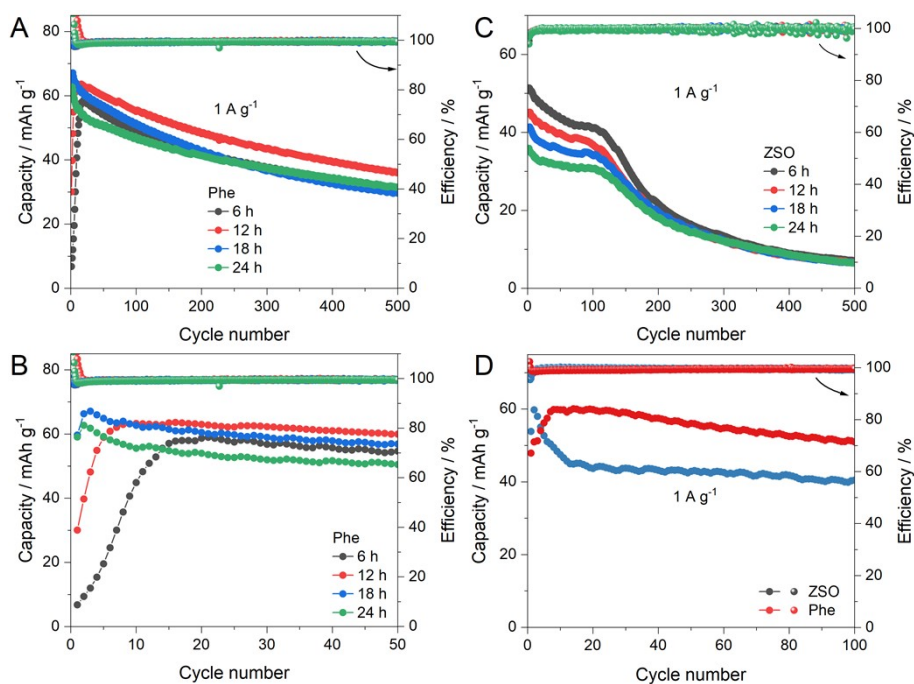 A
80
60
40
20
0
Capacity / mAh g⁻¹
1 A g⁻¹
Phe
6 h
12 h
18 h
24 h
100
80
60
40
20
0
Efficiency / %
0 100 200 300 400 500
Cycle number
C
60
40
20
0
Capacity / mAh g⁻¹
1 A g⁻¹
ZSO
6 h
12 h
18 h
24 h
100
80
60
40
20
0
Efficiency / %
0 100 200 300 400 500
Cycle number
B
80
60
40
20
0
Capacity / mAh g⁻¹
Phe
6 h
12 h
18 h
24 h
100
80
60
40
20
0
Efficiency / %
0 10 20 30 40 50
Cycle number
D
80
60
40
20
0
Capacity / mAh g⁻¹
1 A g⁻¹
ZSO
Phe
100
80
60
40
20
0
Efficiency / %
0 20 40 60 80 100
Cycle number